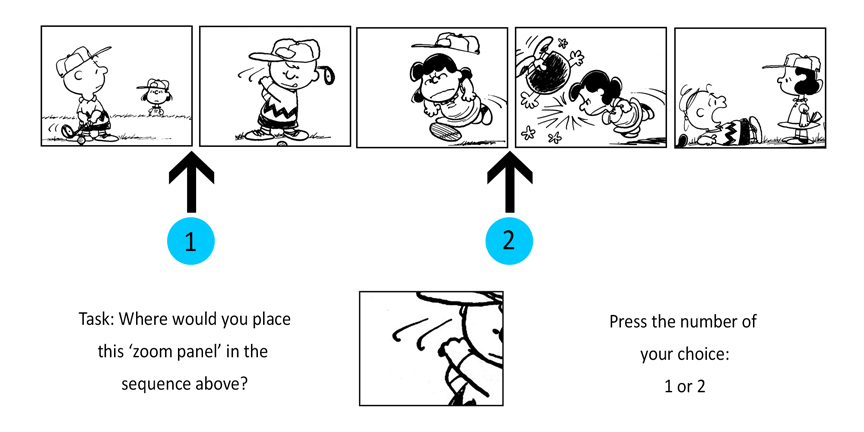 1
2
Task: Where would you place
this ‘zoom panel’ in the
sequence above?
Press the number of
your choice:
1 or 2